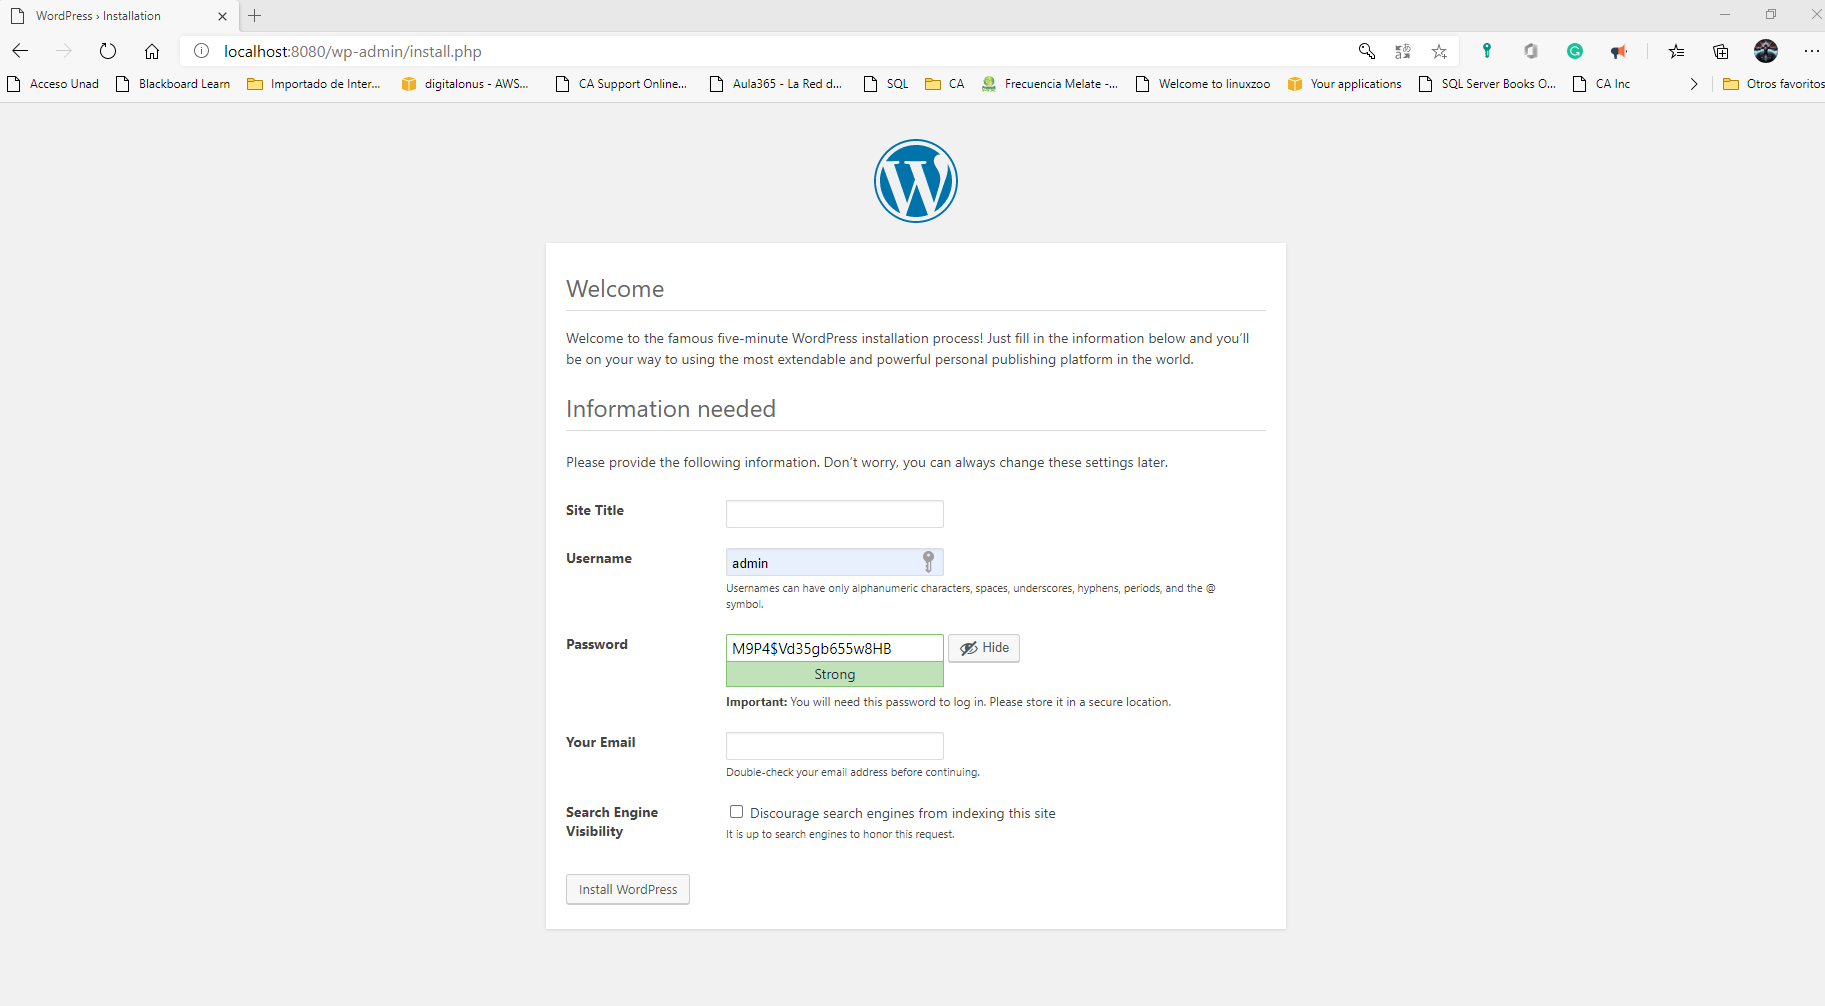 WordPress › Installation
localhost:8080/wp-admin/install.php
Acceso Unad
Blackboard Learn
Importado de Inter...
digitalonus - AWS...
CA Support Online...
Aula365 - La Red d...
SQL
CA
Frecuencia Melate -...
Welcome to linuxzoo
Your applications
SQL Server Books O...
CA Inc
Otros favoritos
Welcome
Welcome to the famous five-minute WordPress installation process! Just fill in the information below and you’ll
be on your way to using the most extendable and powerful personal publishing platform in the world.
Information needed
Please provide the following information. Don’t worry, you can always change these settings later.
Site Title
Username
admin
Usernames can have only alphanumeric characters, spaces, underscores, hyphens, periods, and the @
symbol.
Password
M9P4$Vd35gb655w8HB
Hide
Strong
Important: You will need this password to log in. Please store it in a secure location.
Your Email
Double-check your email address before continuing.
Search Engine
Visibility
Discourage search engines from indexing this site
It is up to search engines to honor this request.
Install WordPress